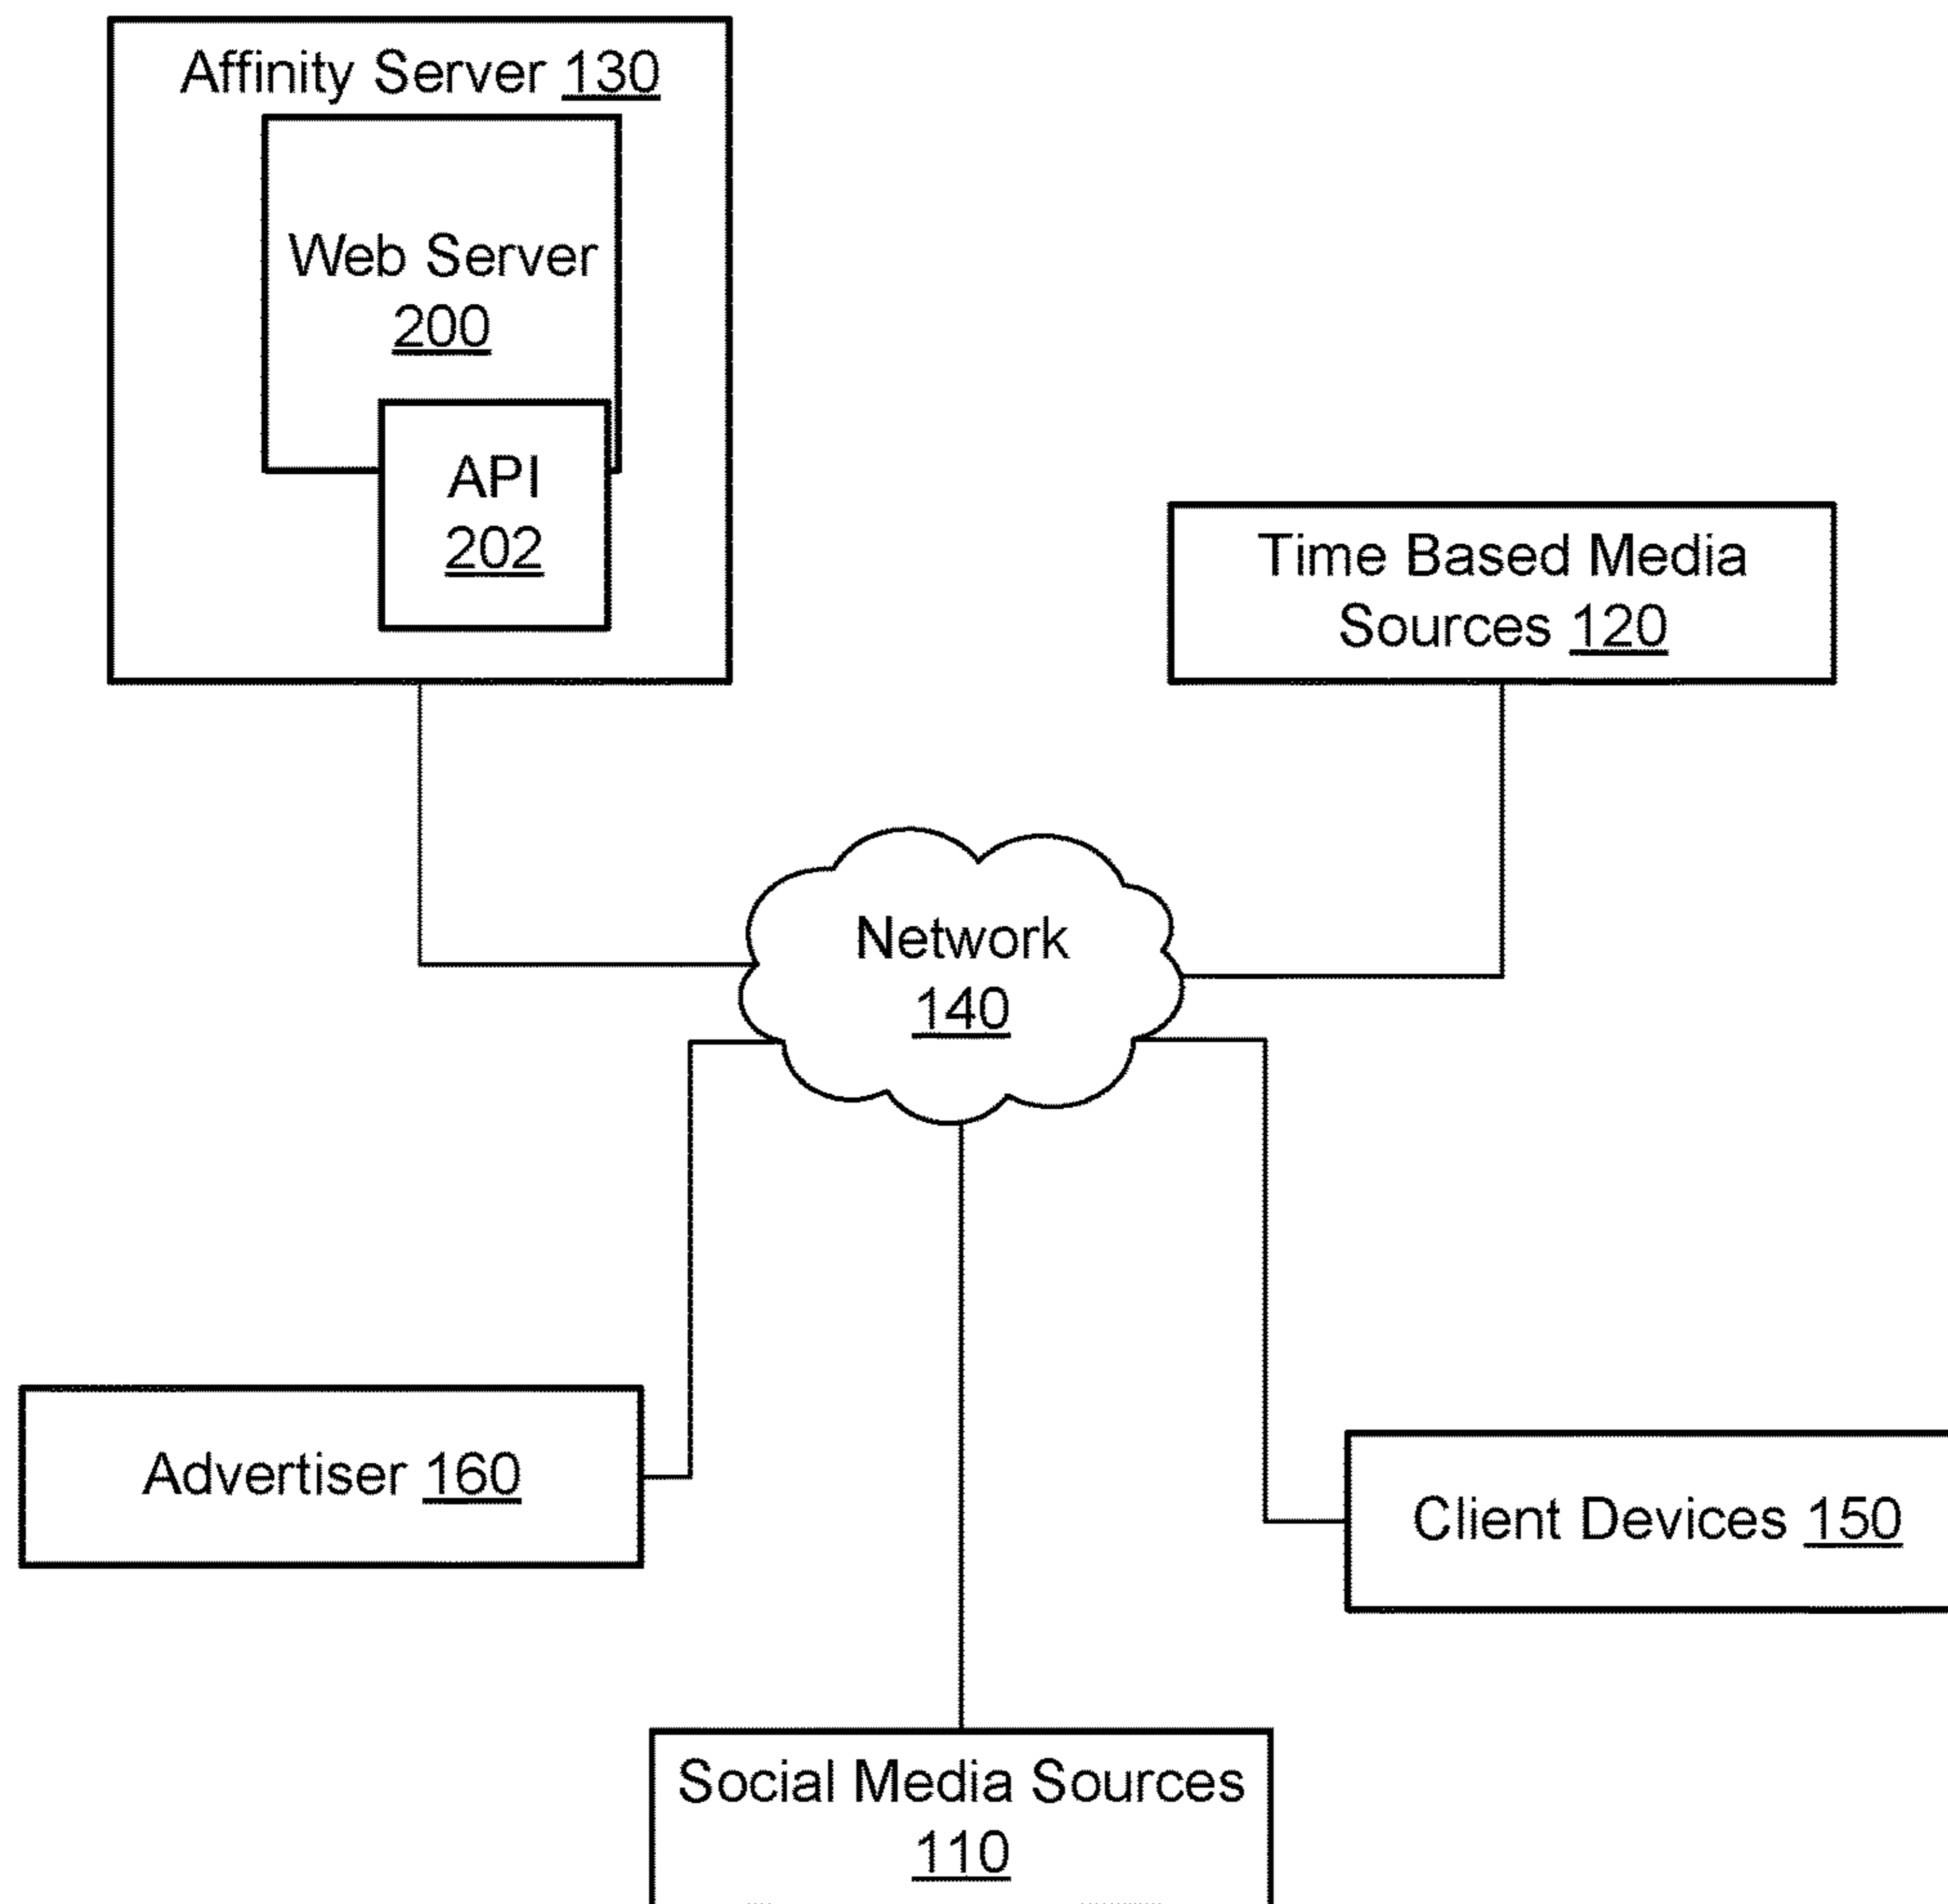 Affinity Server 130
Web Server
200
API
202
Time Based Media
Sources 120
Network
140
Advertiser 160
Client Devices 150
Social Media Sources
110